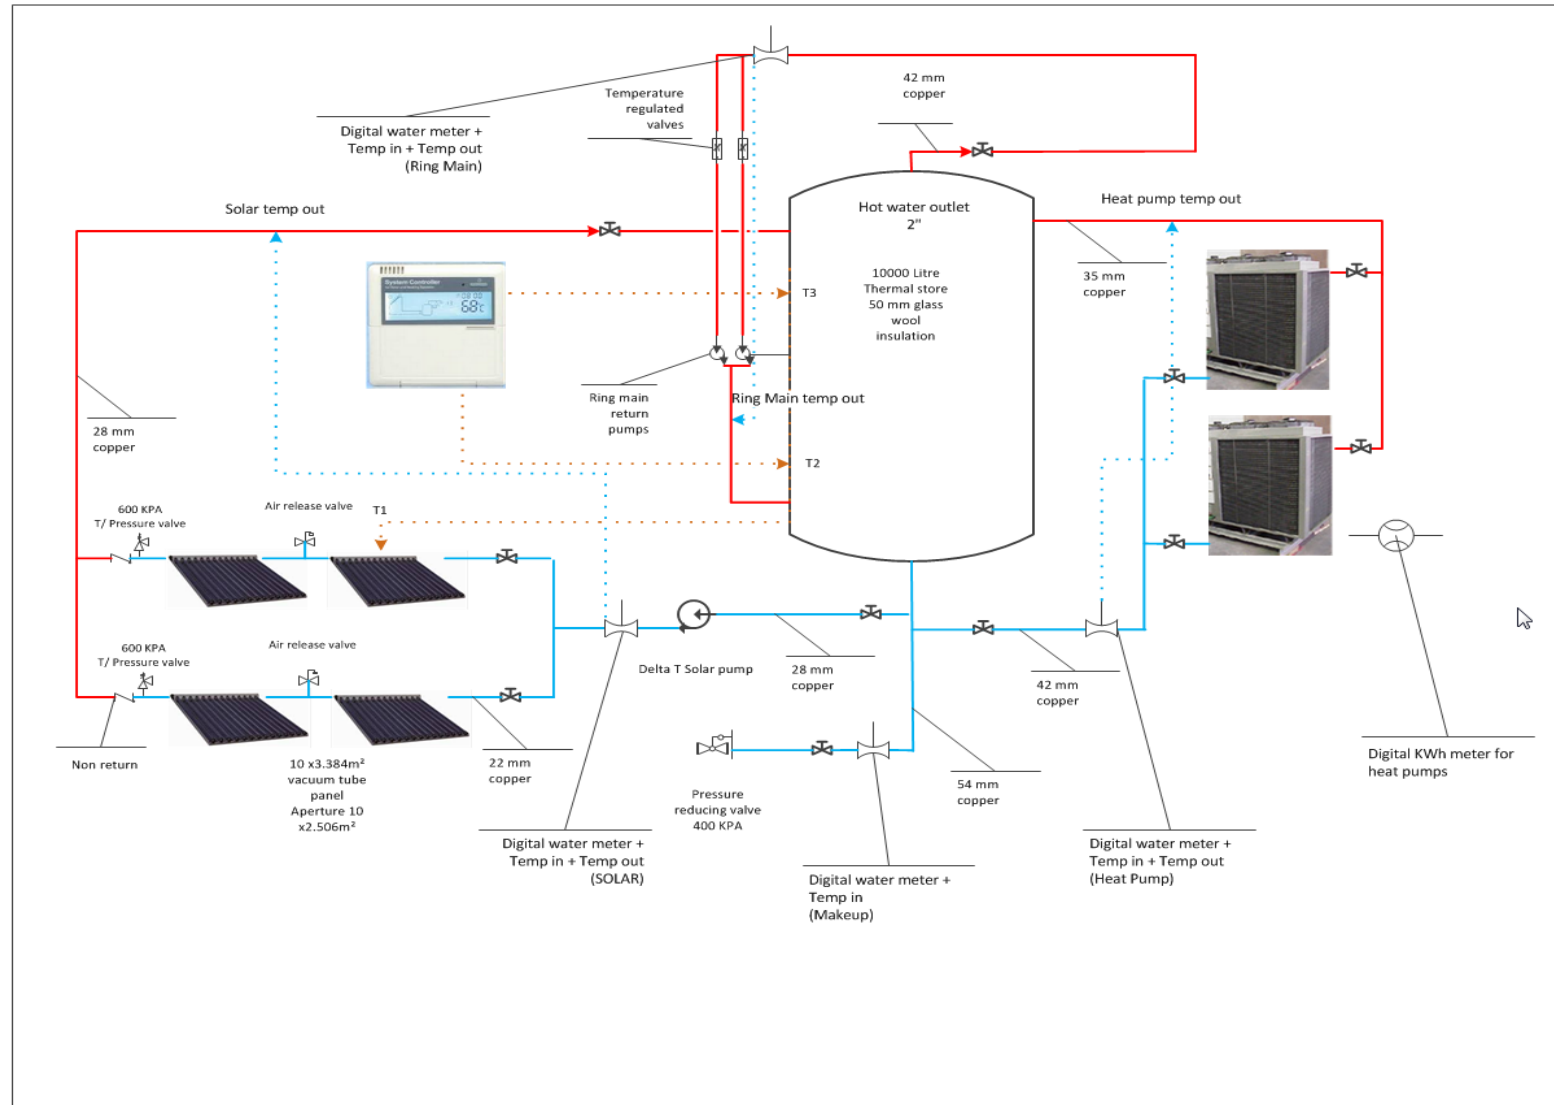 42 mm
copper
Temperature
regulated
valves
Digital water meter +
Temp in + Temp out
(Ring Main)
Solar temp out
Hot water outlet
2"
Heat pump temp out
System Controller
68°C
T3
10000 Litre
Thermal store
50 mm glass
wool
insulation
35 mm
copper
Ring main
return
pumps
Ring Main temp out
28 mm
copper
T2
600 KPA
T/ Pressure valve
Air release valve
T1
600 KPA
T/ Pressure valve
Air release valve
Delta T Solar pump
28 mm
copper
42 mm
copper
Non return
10 x3.384m²
vacuum tube
panel
Aperture 10
x2.506m²
22 mm
copper
Pressure
reducing valve
400 KPA
54 mm
copper
Digital KWh meter for
heat pumps
Digital water meter +
Temp in + Temp out
(SOLAR)
Digital water meter +
Temp in
(Makeup)
Digital water meter +
Temp in + Temp out
(Heat Pump)